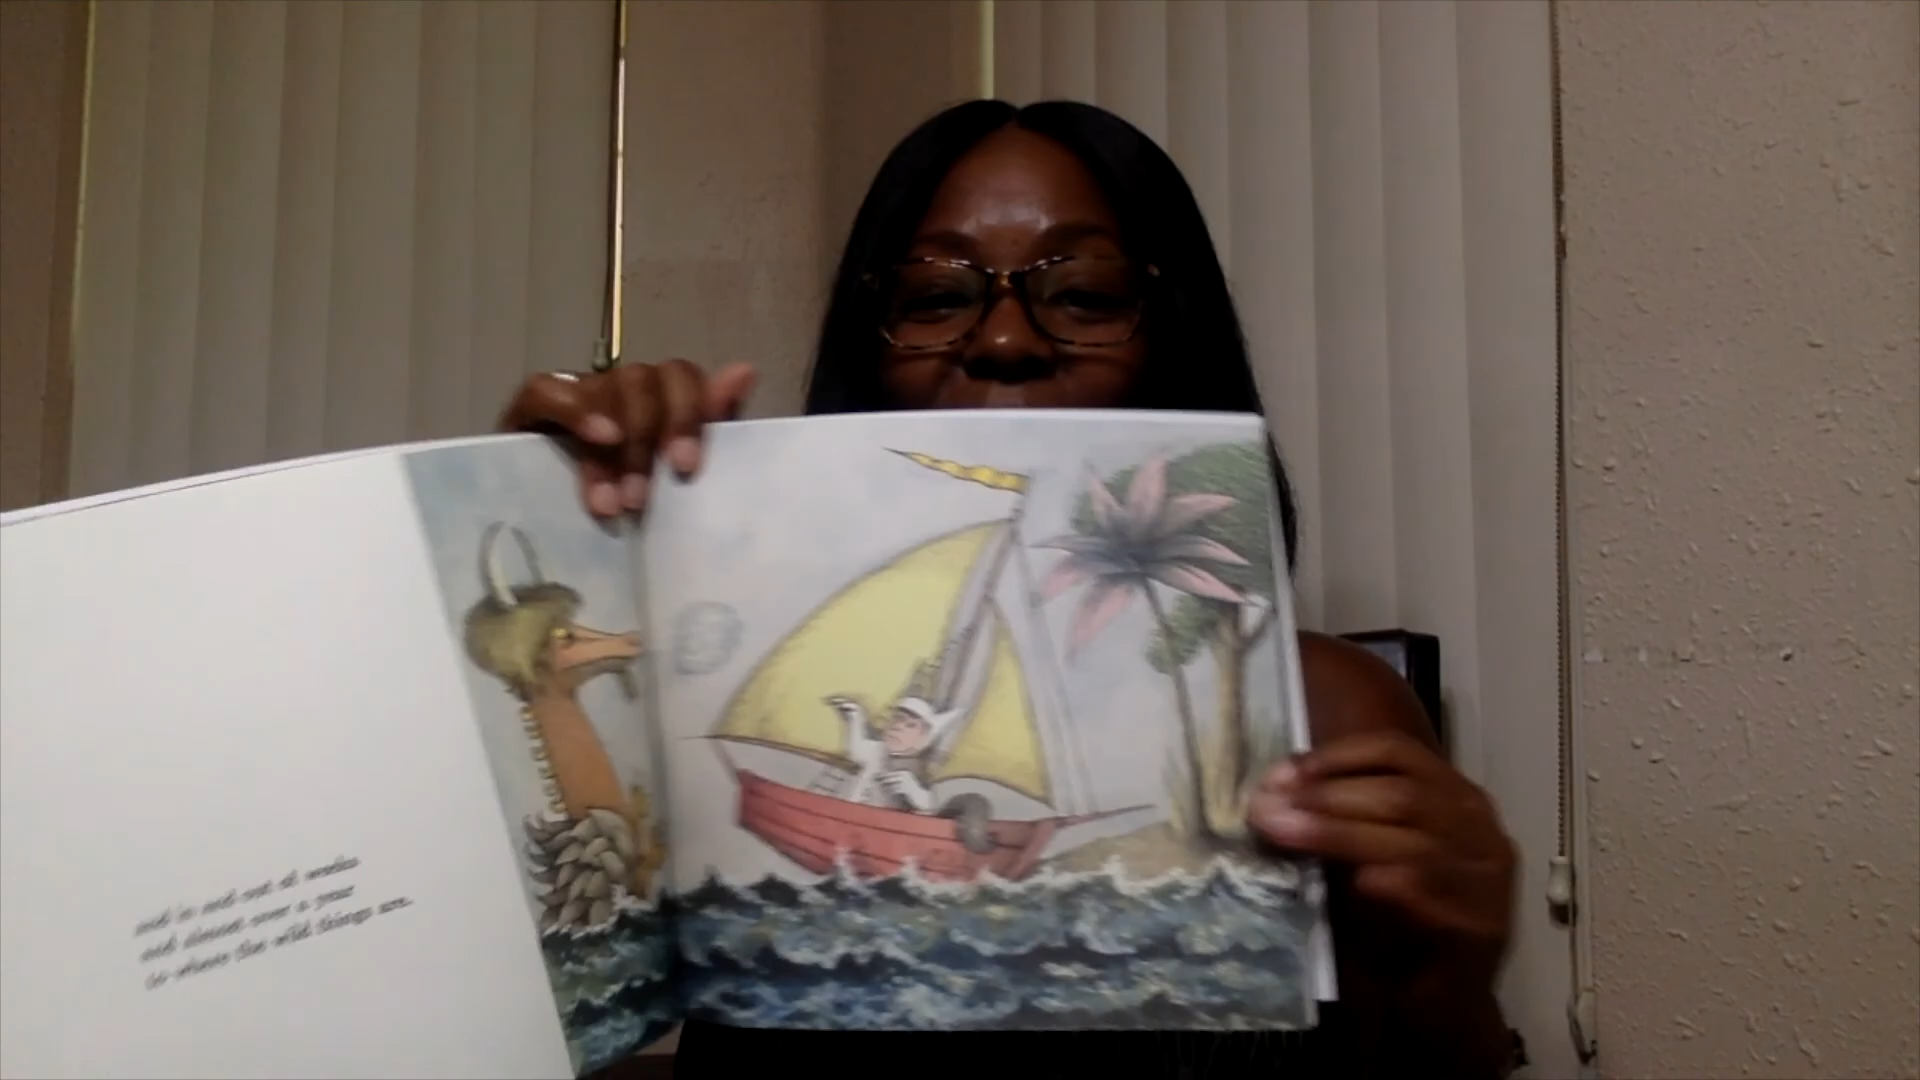 and in and out of weeks
and almost over a year
to where the wild things are.